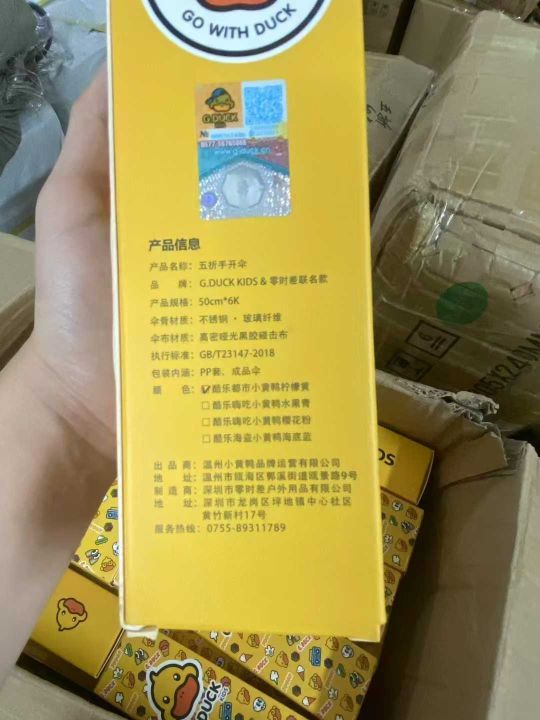 GO WITH DUCK
G.DUCK
№
0577-56765888
www.gduck.cn
产品信息
产品名称：五折手开伞
品 牌：G.DUCK KIDS & 零时差联名款
产品规格：50cm*6K
伞骨材质：不锈钢·玻璃纤维
伞布材质：高密哑光黑胶碰击布
执行标准：GB/T23147-2018
包装内涵：PP套、成品伞
颜 色：☑酷乐都市小黄鸭柠檬黄
□酷乐嗨吃小黄鸭水果青
□酷乐嗨吃小黄鸭樱花粉
□酷乐海盗小黄鸭海底蓝
出 品 商：温州小黄鸭品牌运营有限公司
地 址：温州市瓯海区郭溪街道瓯景路9号
制 造 商：深圳市零时差户外用品有限公司
地 址：深圳市龙岗区坪地镇中心社区
黄竹新村17号
服务热线：0755-89311789
DUCK